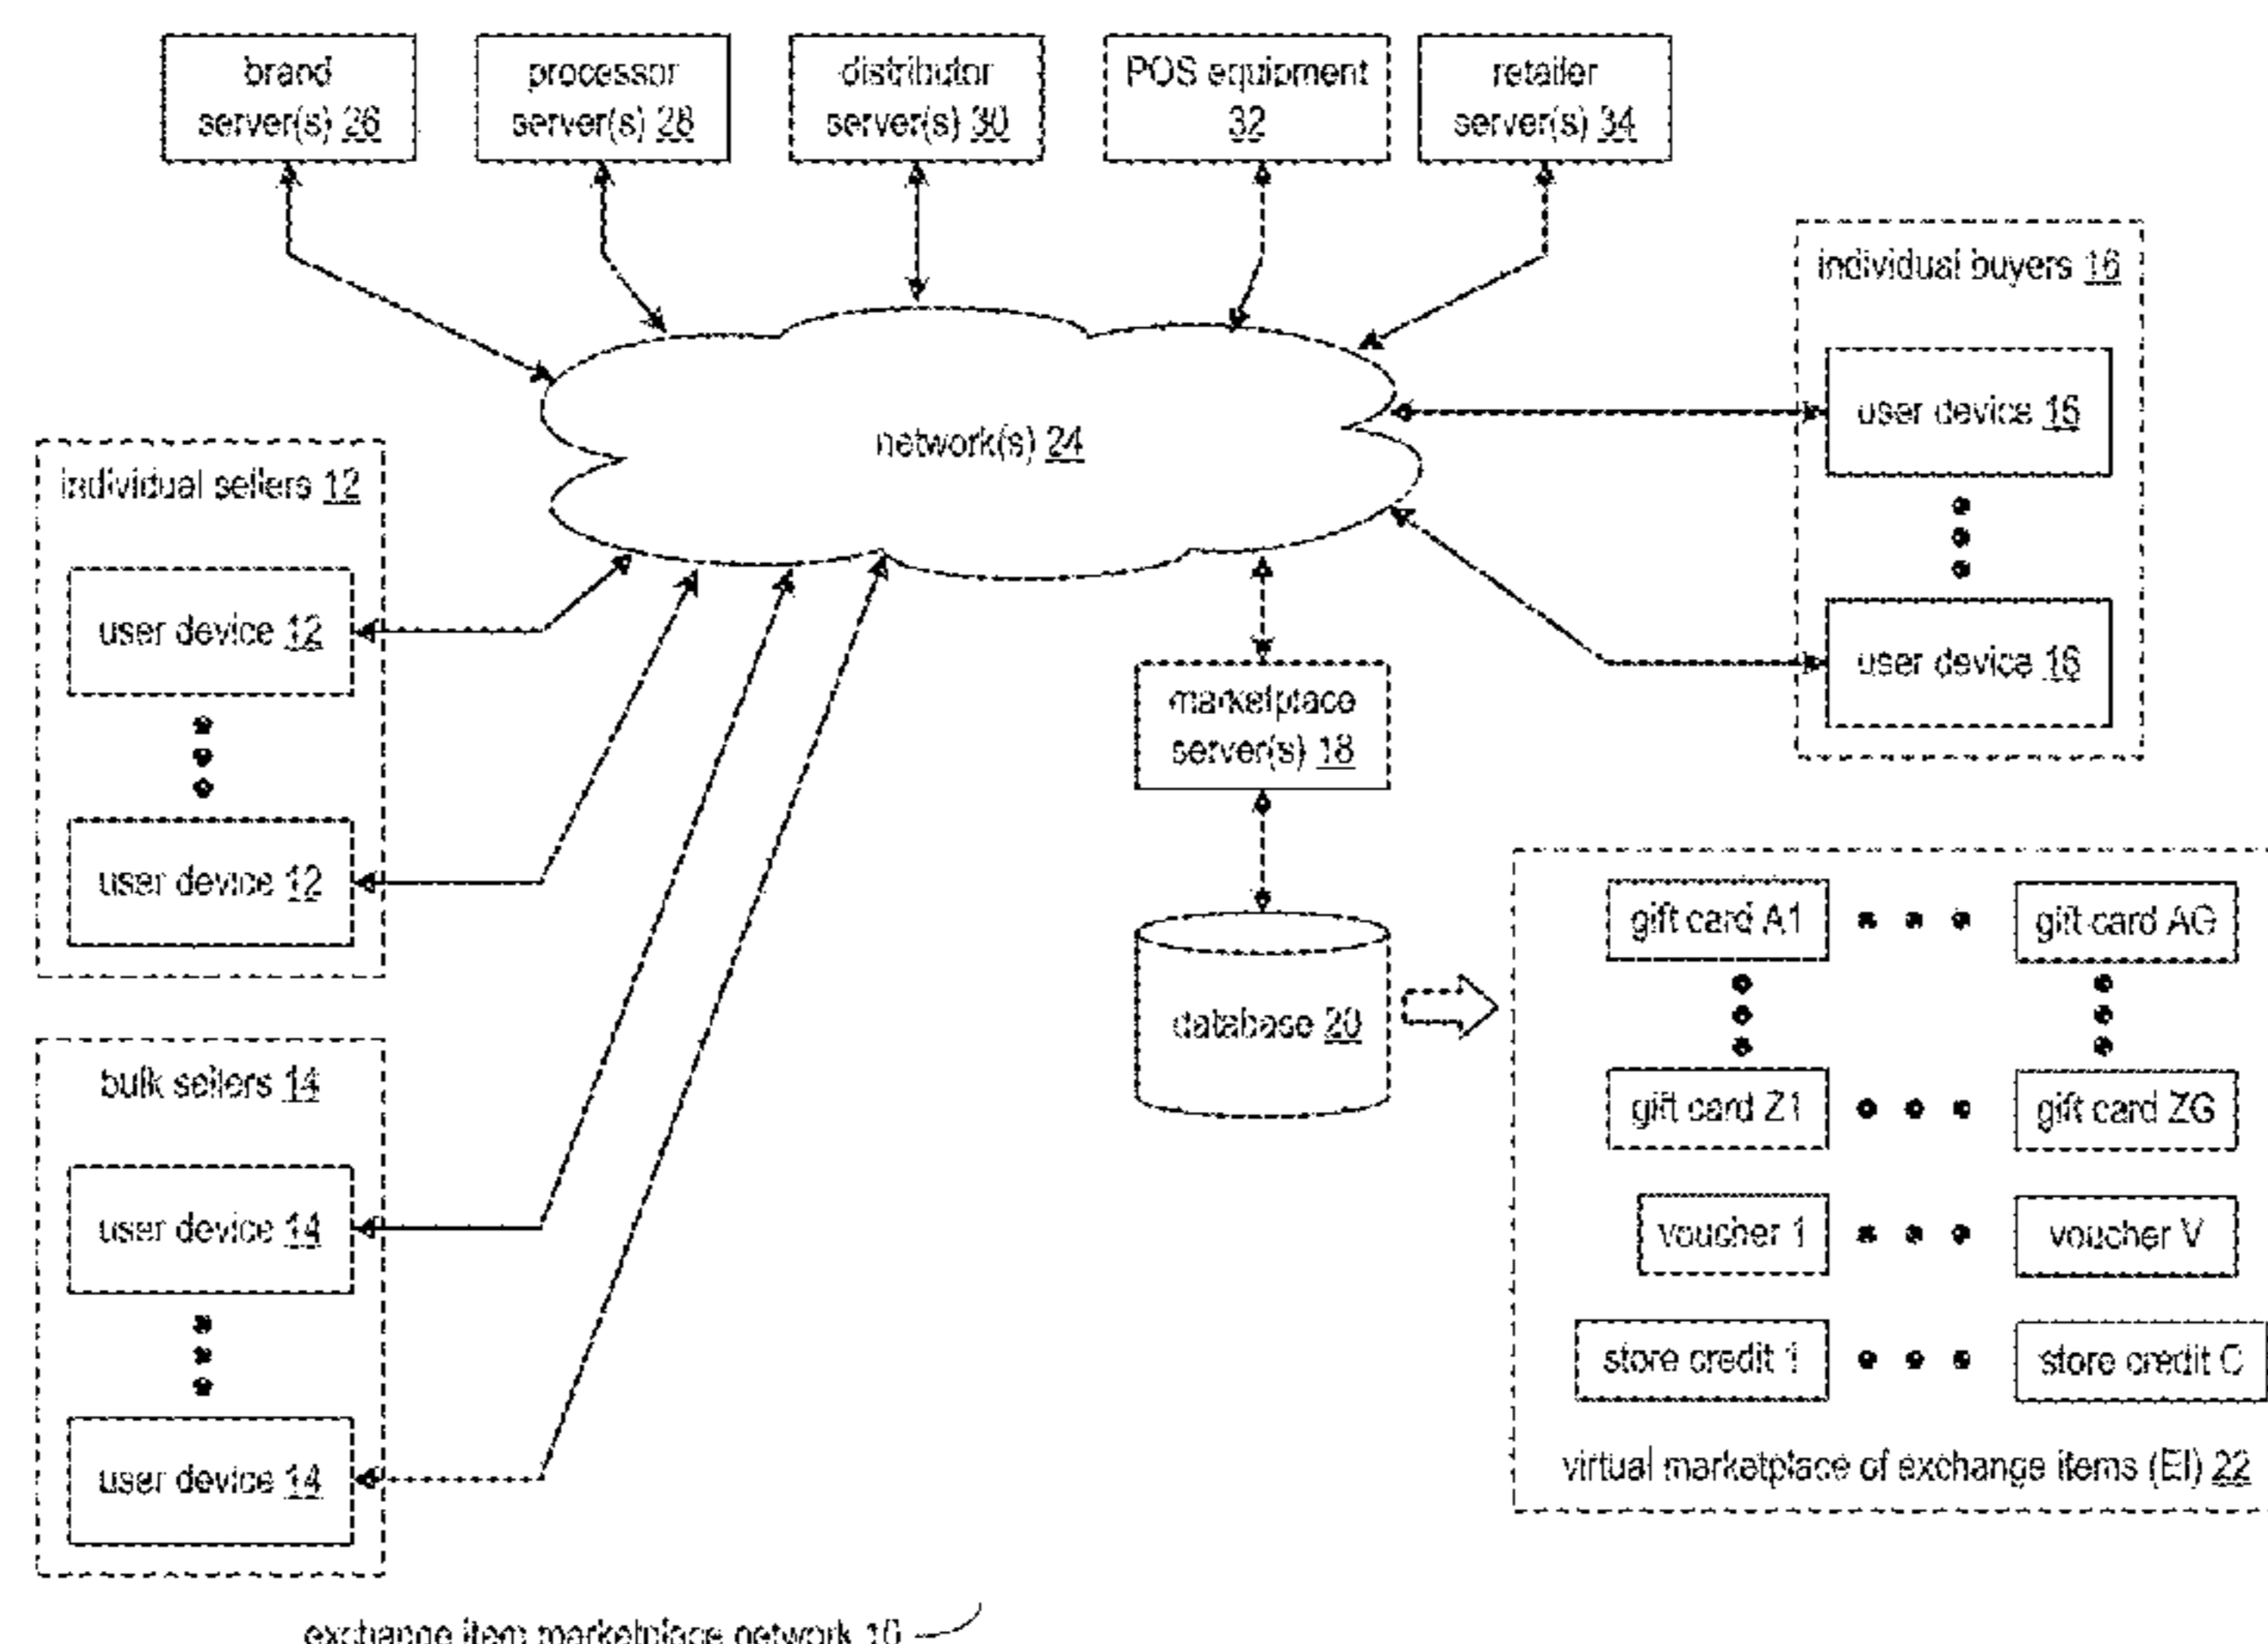 brand
server(s) 26
processor
server(s) 28
distributor
server(s) 30
POS equipment
32
retailer
server(s) 34
individual buyers 16
user device 16
user device 16
network(s) 24
individual sellers 12
user device 12
user device 12
marketplace
server(s) 18
database 20
bulk sellers 14
user device 14
user device 14
gift card A1
gift card AG
gift card Z1
gift card ZG
voucher 1
voucher V
store credit 1
store credit C
virtual marketplace of exchange items (EI) 22
exchange item marketplace network 10